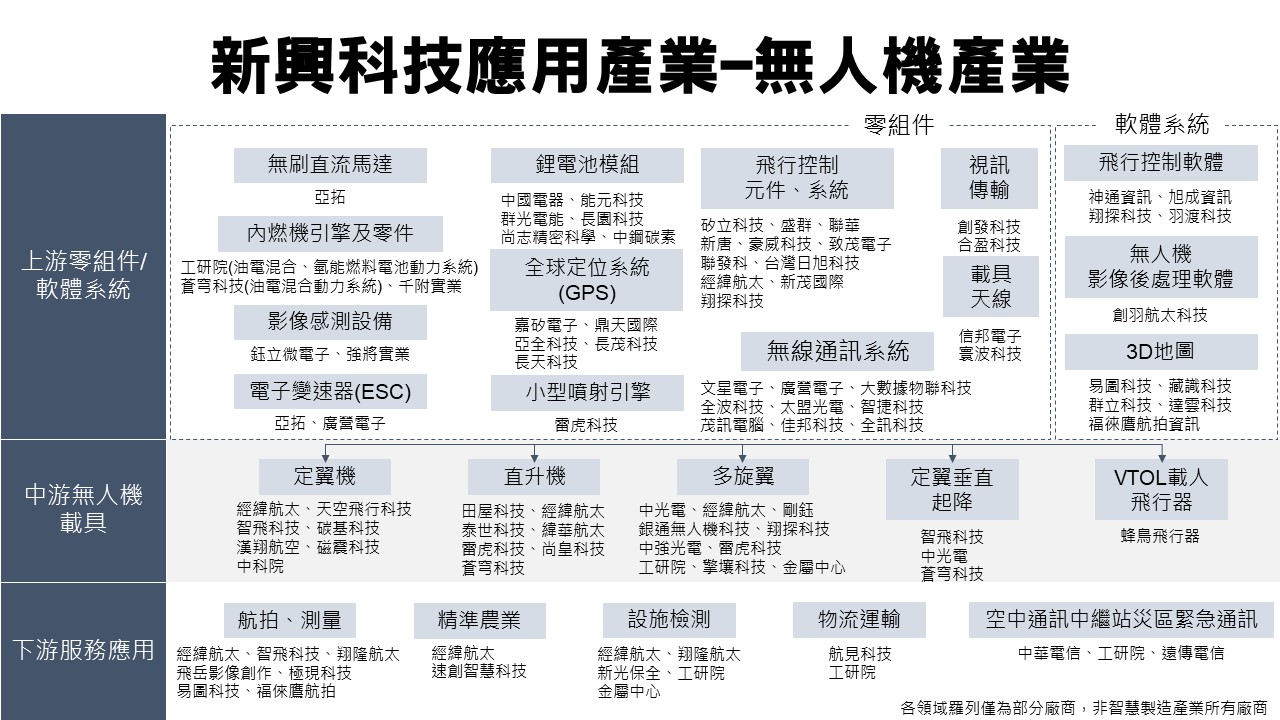 新興科技應用產業-無人機產業
上游零組件/
軟體系統
零組件
無刷直流馬達
亞拓
內燃機引擎及零件
工研院(油電混合、氫能燃料電池動力系統)
蒼穹科技(油電混合動力系統)、千附實業
影像感測設備
鈺立微電子、強將實業
電子變速器(ESC)
亞拓、廣營電子
鋰電池模組
中國電器、能元科技
群光電能、長園科技
尚志精密科學、中鋼碳素
全球定位系統
(GPS)
嘉矽電子、鼎天國際
亞全科技、長茂科技
長天科技
小型噴射引擎
雷虎科技
飛行控制
元件、系統
矽立科技、盛群、聯華
新唐、豪威科技、致茂電子
聯發科、台灣日旭科技
經緯航太、新茂國際
翔探科技
無線通訊系統
文星電子、廣營電子、大數據物聯科技
全波科技、太盟光電、智捷科技
茂訊電腦、佳邦科技、全訊科技
視訊
傳輸
創發科技
合盈科技
載具
天線
信邦電子
寰波科技
軟體系統
飛行控制軟體
神通資訊、旭成資訊
翔探科技、羽渡科技
無人機
影像後處理軟體
創羽航太科技
3D地圖
易圖科技、藏識科技
群立科技、達雲科技
福徠鷹航拍資訊
中游無人機
載具
定翼機
經緯航太、天空飛行科技
智飛科技、碳基科技
漢翔航空、磁震科技
中科院
直升機
田屋科技、經緯航太
泰世科技、緯華航太
雷虎科技、尚皇科技
蒼穹科技
多旋翼
中光電、經緯航太、剛鈺
銀通無人機科技、翔探科技
中強光電、雷虎科技
工研院、擎壤科技、金屬中心
定翼垂直
起降
智飛科技
中光電
蒼穹科技
VTOL載人
飛行器
蜂鳥飛行器
下游服務應用
航拍、測量
經緯航太、智飛科技、翔隆航太
飛岳影像創作、極現科技
易圖科技、福倈鷹航拍
精準農業
經緯航太
速創智慧科技
設施檢測
經緯航太、翔隆航太
新光保全、工研院
金屬中心
物流運輸
航見科技
工研院
空中通訊中繼站災區緊急通訊
中華電信、工研院、遠傳電信
各領域羅列僅為部分廠商，非智慧製造產業所有廠商